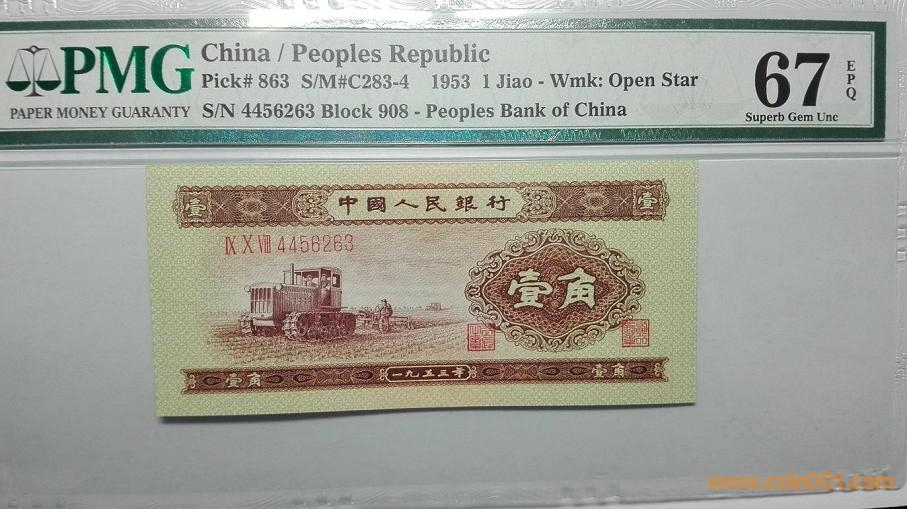 PMG
PAPER MONEY GUARANTY
China / Peoples Republic
Pick# 863 S/M#C283-4 1953 1 Jiao - Wmk: Open Star
S/N 4456263 Block 908 - Peoples Bank of China
67
EPQ
Superb Gem Unc
壹 中國人民銀行 壹
IX X VIII 4456263
壹角
壹角 一九五三年 壹角
www.coin001.com